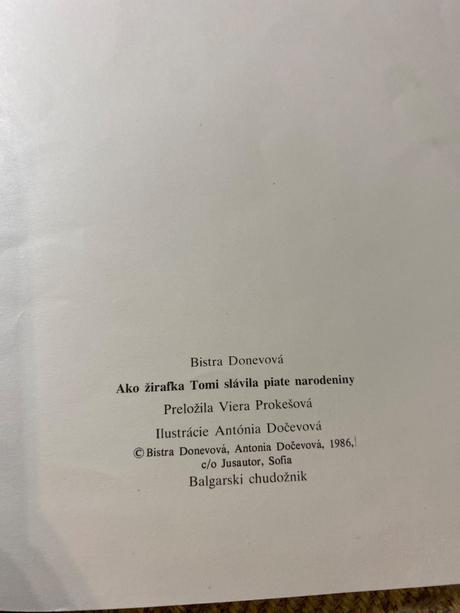 Bistra Donevová
Ako žirafka Tomi slávila piate narodeniny
Preložila Viera Prokešová
Ilustrácie Antónia Dočevová
© Bistra Donevová, Antonia Dočevová, 1986,
c/o Jusautor, Sofia
Balgarski chudožnik